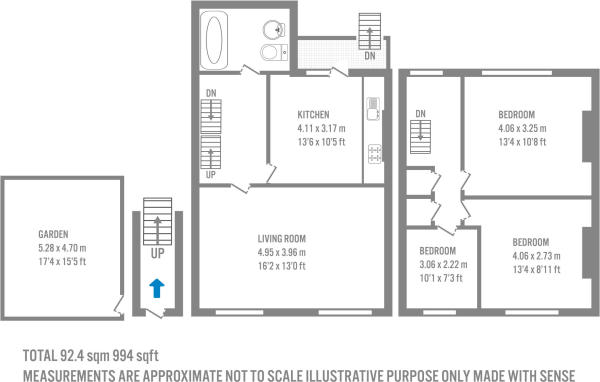 DN
DN
KITCHEN
4.11 x 3.17 m
13'6 x 10'5 ft
UP
DN
BEDROOM
4.06 x 3.25 m
13'4 x 10'8 ft
GARDEN
5.28 x 4.70 m
17'4 x 15'5 ft
UP
LIVING ROOM
4.95 x 3.96 m
16'2 x 13'0 ft
BEDROOM
3.06 x 2.22 m
10'1 x 7'3 ft
BEDROOM
4.06 x 2.73 m
13'4 x 8'11 ft
TOTAL 92.4 sqm 994 sqft
MEASUREMENTS ARE APPROXIMATE NOT TO SCALE ILLUSTRATIVE PURPOSE ONLY MADE WITH SENSE